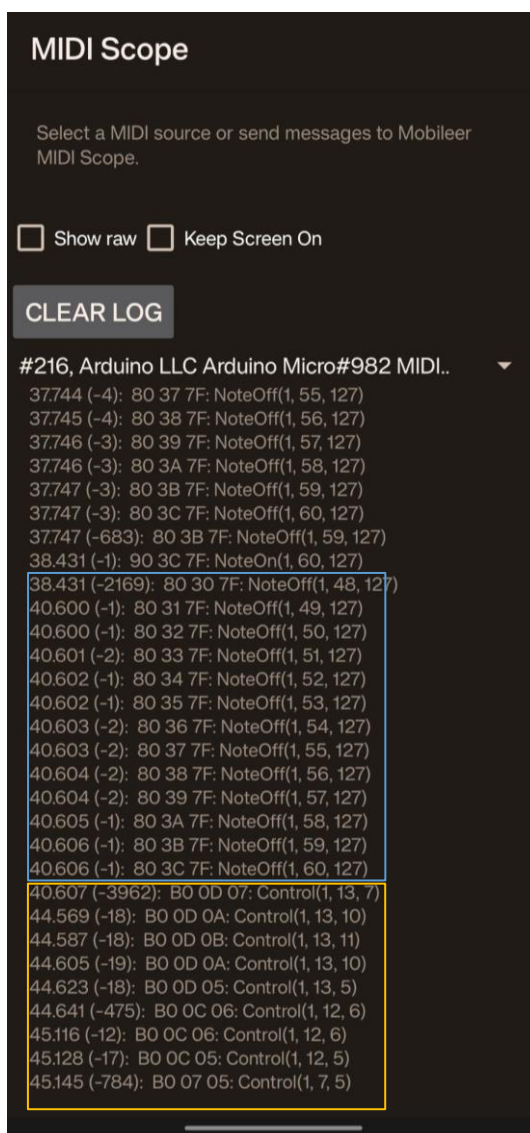 MIDI Scope
Select a MIDI source or send messages to Mobileer
MIDI Scope.
Show raw Keep Screen On
CLEAR LOG
#216, Arduino LLC Arduino Micro#982 MIDI..
37.744 (-4): 80 37 7F: NoteOff(1, 55, 127)
37.745 (-4): 80 38 7F: NoteOff(1, 56, 127)
37.746 (-3): 80 39 7F: NoteOff(1, 57, 127)
37.746 (-3): 80 3A 7F: NoteOff(1, 58, 127)
37.747 (-3): 80 3B 7F: NoteOff(1, 59, 127)
37.747 (-3): 80 3C 7F: NoteOff(1, 60, 127)
37.747 (-683): 80 3B 7F: NoteOff(1, 59, 127)
38.431 (-1): 90 3C 7F: NoteOn(1, 60, 127)
38.431 (-2169): 80 30 7F: NoteOff(1, 48, 127)
40.600 (-1): 80 31 7F: NoteOff(1, 49, 127)
40.600 (-1): 80 32 7F: NoteOff(1, 50, 127)
40.601 (-2): 80 33 7F: NoteOff(1, 51, 127)
40.602 (-1): 80 34 7F: NoteOff(1, 52, 127)
40.602 (-1): 80 35 7F: NoteOff(1, 53, 127)
40.603 (-2): 80 36 7F: NoteOff(1, 54, 127)
40.603 (-2): 80 37 7F: NoteOff(1, 55, 127)
40.604 (-2): 80 38 7F: NoteOff(1, 56, 127)
40.604 (-2): 80 39 7F: NoteOff(1, 57, 127)
40.605 (-1): 80 3A 7F: NoteOff(1, 58, 127)
40.606 (-1): 80 3B 7F: NoteOff(1, 59, 127)
40.606 (-1): 80 3C 7F: NoteOff(1, 60, 127)
40.607 (-3962): B0 0D 07: Control(1, 13, 7)
44.569 (-18): B0 0D 0A: Control(1, 13, 10)
44.587 (-18): B0 0D 0B: Control(1, 13, 11)
44.605 (-19): B0 0D 0A: Control(1, 13, 10)
44.623 (-18): B0 0D 05: Control(1, 13, 5)
44.641 (-475): B0 0C 06: Control(1, 12, 6)
45.116 (-12): B0 0C 06: Control(1, 12, 6)
45.128 (-17): B0 0C 05: Control(1, 12, 5)
45.145 (-784): B0 07 05: Control(1, 7, 5)